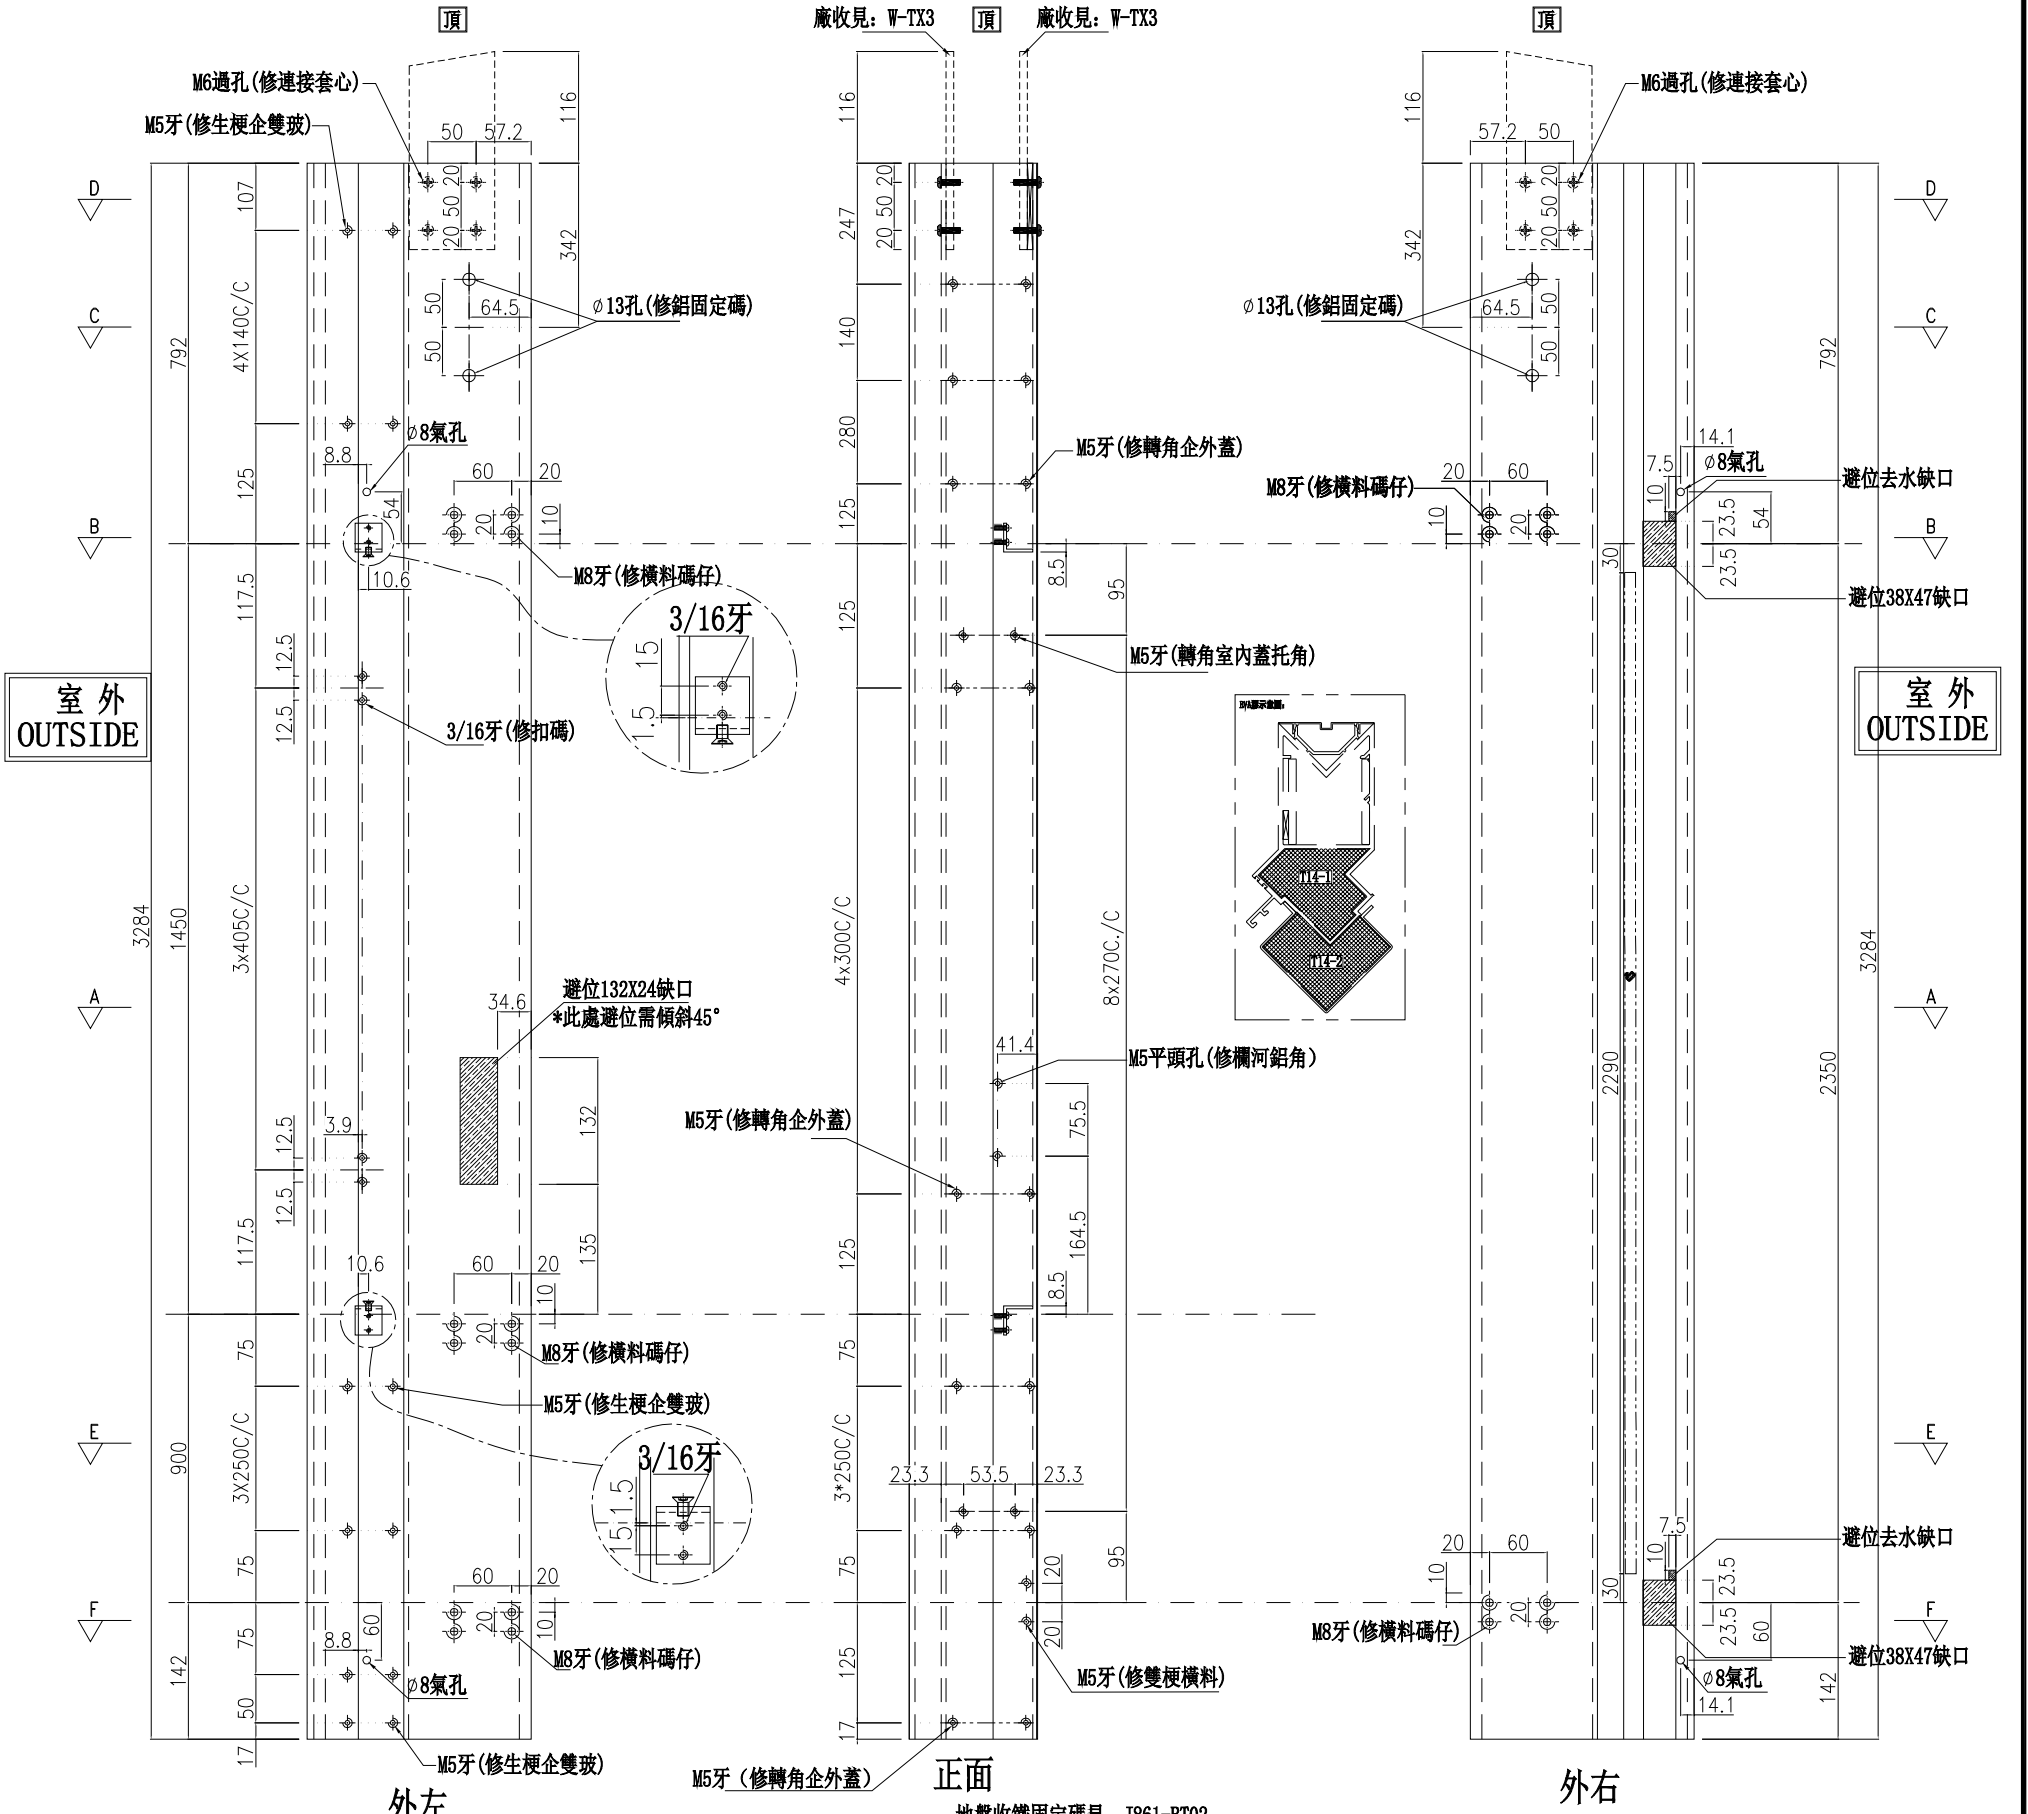 頂
廠收見: W-TX3
頂
廠收見: W-TX3
頂
M6過孔(修連接套心)
M5牙(修生梗企雙玻)
M6過孔(修連接套心)
50
57.2
116
20
50
20
342
107
4X140C/C
125
117.5
12.5
12.5
792
3284
1450
3x405C/C
12.5
12.5
117.5
75
900
3X250C/C
75
75
142
50
17
D
C
B
A
E
F
50
64.5
50
⌀13孔(修鋁固定碼)
⌀8氣孔
8.8
54
60
20
20
10
M8牙(修橫料碼仔)
10.6
3/16牙
15
1.5
3/16牙(修扣碼)
室外
OUTSIDE
避位132X24缺口
*此處避位需傾斜45°
34.6
132
135
3.9
10.6
60
20
10
20
M8牙(修橫料碼仔)
M5牙(修生梗企雙玻)
3/16牙
1.5
15
60
20
20
10
60
8.8
M8牙(修橫料碼仔)
⌀8氣孔
M5牙(修生梗企雙玻)
外左
116
20
50
20
247
140
280
125
125
4x300C/C
125
75
3*250C/C
75
125
17
M5牙(修轉角企外蓋)
8.5
95
M5牙(轉角室內蓋托角)
8x270C./C
41.4
M5平頭孔(修欄河鋁角)
75.5
164.5
M5牙(修轉角企外蓋)
8.5
23.3
53.5
23.3
95
20
20
M5牙(修雙梗橫料)
M5牙(修轉角企外蓋)
正面
T14-1
T14-2
116
57.2
50
20
50
20
342
⌀13孔(修鋁固定碼)
64.5
50
50
792
3284
2350
142
14.1
7.5
⌀8氣孔
避位去水缺口
10
23.5
54
23.5
20
60
M8牙(修橫料碼仔)
10
20
30
避位38X47缺口
室外
OUTSIDE
2290
D
C
B
A
E
F
7.5
避位去水缺口
10
23.5
23.5
60
20
60
10
20
30
M8牙(修橫料碼仔)
避位38X47缺口
⌀8氣孔
14.1
外右